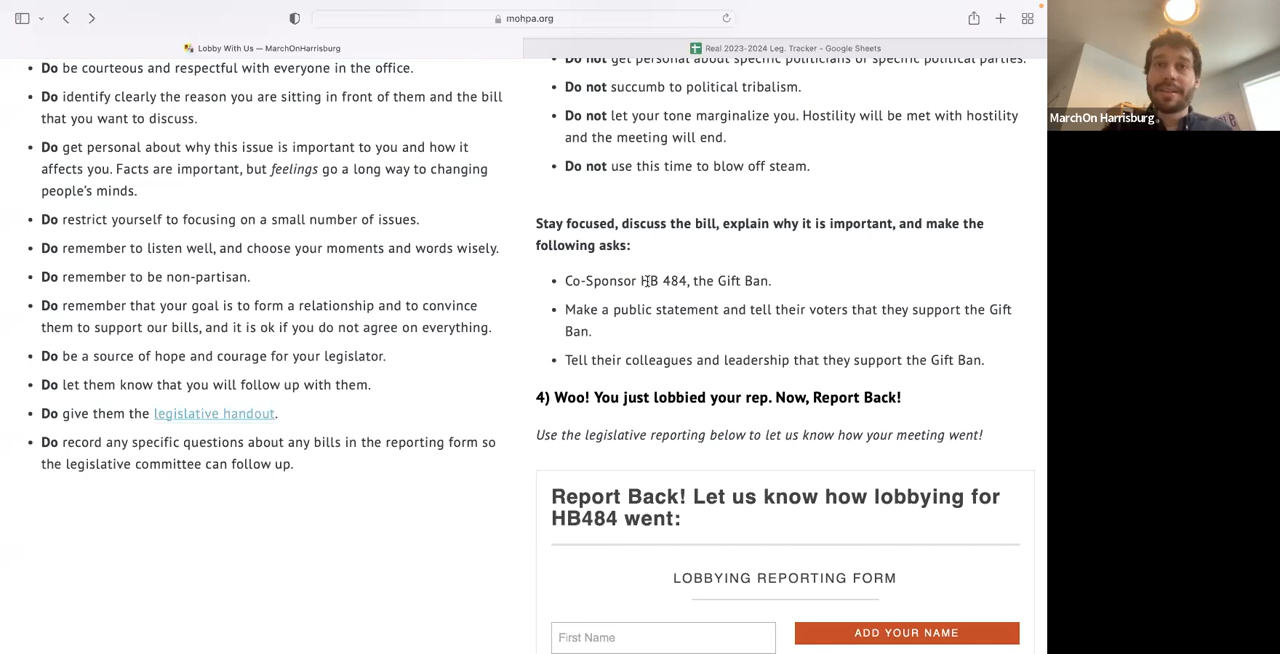 mohpa.org
Lobby With Us — MarchOnHarrisburg
Real 2023-2024 Leg. Tracker - Google Sheets
• Do be courteous and respectful with everyone in the office.
• Do identify clearly the reason you are sitting in front of them and the bill
that you want to discuss.
• Do get personal about why this issue is important to you and how it
affects you. Facts are important, but feelings go a long way to changing
people's minds.
• Do restrict yourself to focusing on a small number of issues.
• Do remember to listen well, and choose your moments and words wisely.
• Do remember to be non-partisan.
• Do remember that your goal is to form a relationship and to convince
them to support our bills, and it is ok if you do not agree on everything.
• Do be a source of hope and courage for your legislator.
• Do let them know that you will follow up with them.
• Do give them the legislative handout.
• Do record any specific questions about any bills in the reporting form so
the legislative committee can follow up.
• Do not get personal about specific politicians or specific political parties.
• Do not succumb to political tribalism.
• Do not let your tone marginalize you. Hostility will be met with hostility
and the meeting will end.
• Do not use this time to blow off steam.
Stay focused, discuss the bill, explain why it is important, and make the
following asks:
• Co-Sponsor HB 484, the Gift Ban.
• Make a public statement and tell their voters that they support the Gift
Ban.
• Tell their colleagues and leadership that they support the Gift Ban.
4) Woo! You just lobbied your rep. Now, Report Back!
Use the legislative reporting below to let us know how your meeting went!
Report Back! Let us know how lobbying for
HB484 went:
LOBBYING REPORTING FORM
First Name
ADD YOUR NAME
MarchOn Harrisburg